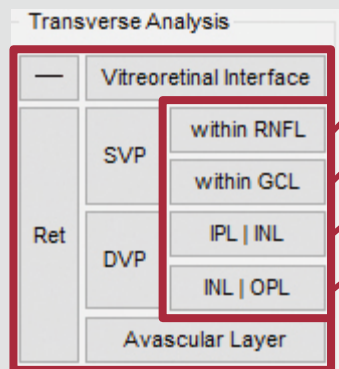 Transverse Analysis
— Vitreoretinal Interface
within RNFL
SVP
within GCL
Ret
IPL | INL
DVP
INL | OPL
Avascular Layer